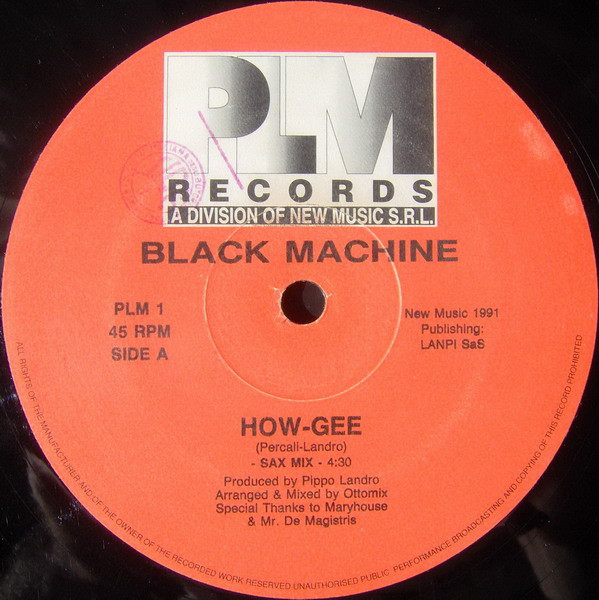 PLM
RECORDS
A DIVISION OF NEW MUSIC S.R.L.
BLACK MACHINE
PLM 1
45 RPM
SIDE A
New Music 1991
Publishing:
LANPI SaS
HOW-GEE
(Percali-Landro)
- SAX MIX - 4:30
Produced by Pippo Landro
Arranged & Mixed by Ottomix
Special Thanks to Maryhouse
& Mr. De Magistris
ALL RIGHTS OF THE MANUFACTURER AND OF THE OWNER OF THE RECORDED WORK RESERVED UNAUTHORISED PUBLIC PERFORMANCE BROADCASTING AND COPYING OF THIS RECORD PROHIBITED